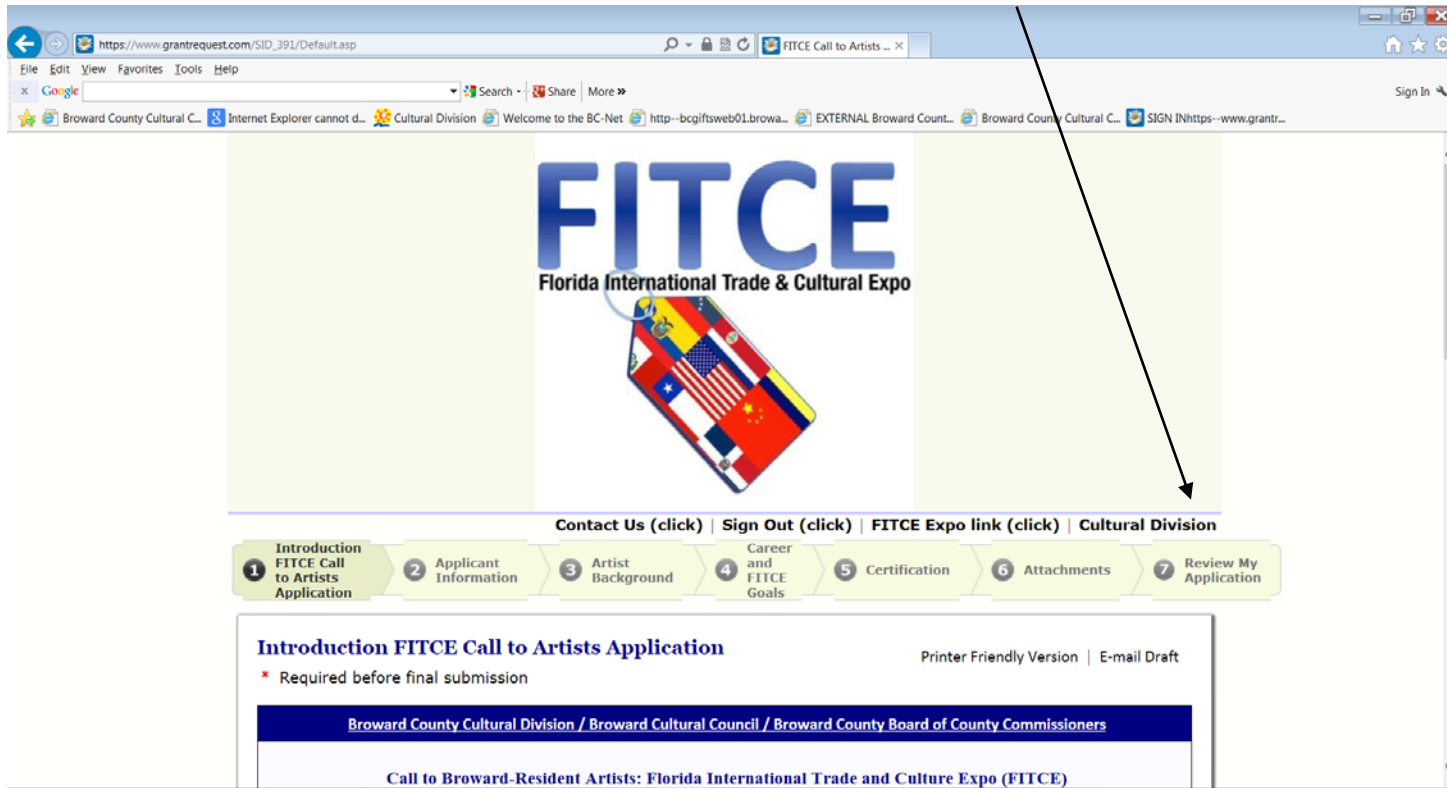 https://www.grantrequest.com/SID_391/Default.asp
FITCE Call to Artists ... ×
File Edit View Favorites Tools Help
x Google
Search
Share
More »
Sign In
Broward County Cultural C...
Internet Explorer cannot d...
Cultural Division
Welcome to the BC-Net
http--bcgiftsweb01.browa...
EXTERNAL Broward Count...
Broward County Cultural C...
SIGN INhttps--www.grantr...
FITCE
Florida International Trade & Cultural Expo
Contact Us (click) | Sign Out (click) | FITCE Expo link (click) | Cultural Division
1 Introduction
FITCE Call
to Artists
Application
2 Applicant
Information
3 Artist
Background
4 Career
and
FITCE
Goals
5 Certification
6 Attachments
7 Review My
Application
Introduction FITCE Call to Artists Application
Printer Friendly Version | E-mail Draft
* Required before final submission
Broward County Cultural Division / Broward Cultural Council / Broward County Board of County Commissioners
Call to Broward-Resident Artists: Florida International Trade and Culture Expo (FITCE)